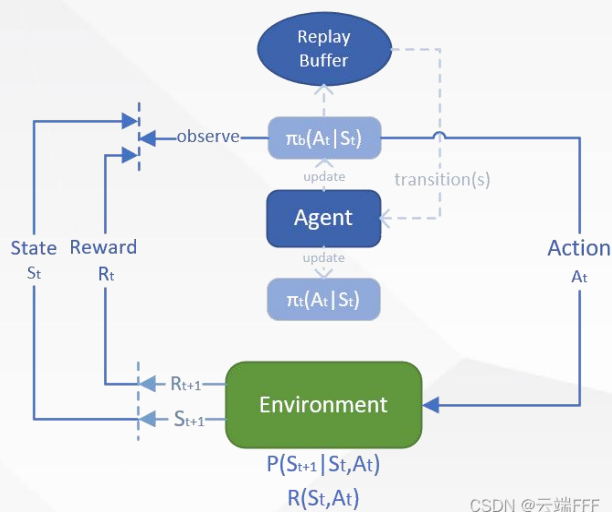 Replay
Buffer
observe
πb(At|St)
update
transition(s)
Agent
State
St
Reward
Rt
Action
At
update
πt(At|St)
Rt+1
Environment
St+1
P(St+1|St,At)
R(St,At)
CSDN @云端FFF